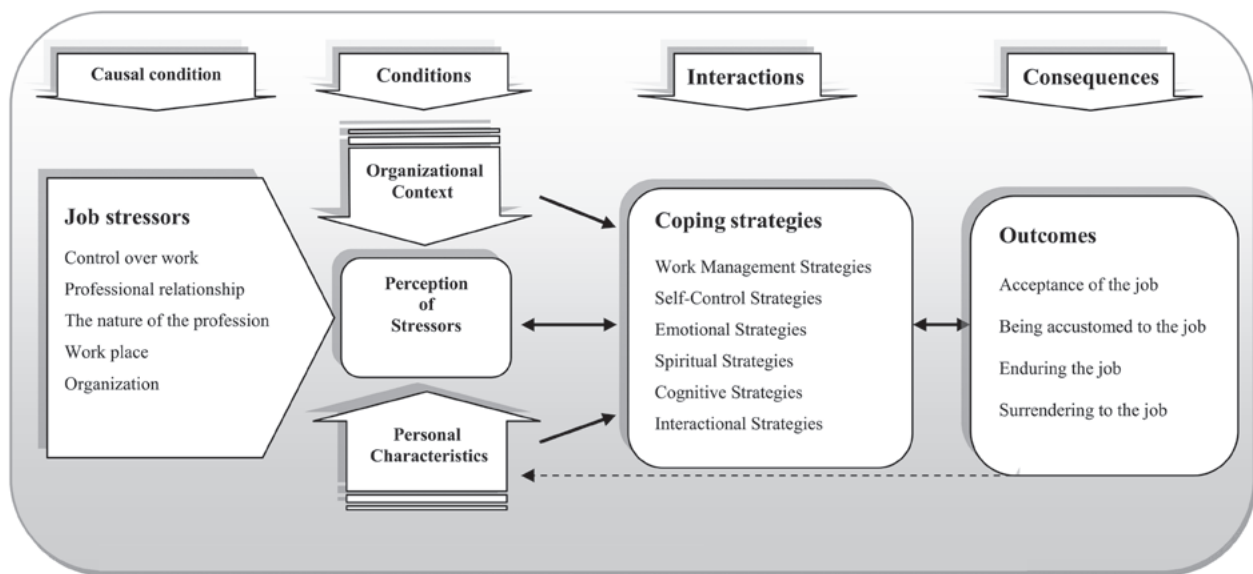 Causal condition
Conditions
Interactions
Consequences
Job stressors
Control over work
Professional relationship
The nature of the profession
Work place
Organization
Organizational
Context
Perception
of
Stressors
Personal
Characteristics
Coping strategies
Work Management Strategies
Self-Control Strategies
Emotional Strategies
Spiritual Strategies
Cognitive Strategies
Interactional Strategies
Outcomes
Acceptance of the job
Being accustomed to the job
Enduring the job
Surrendering to the job